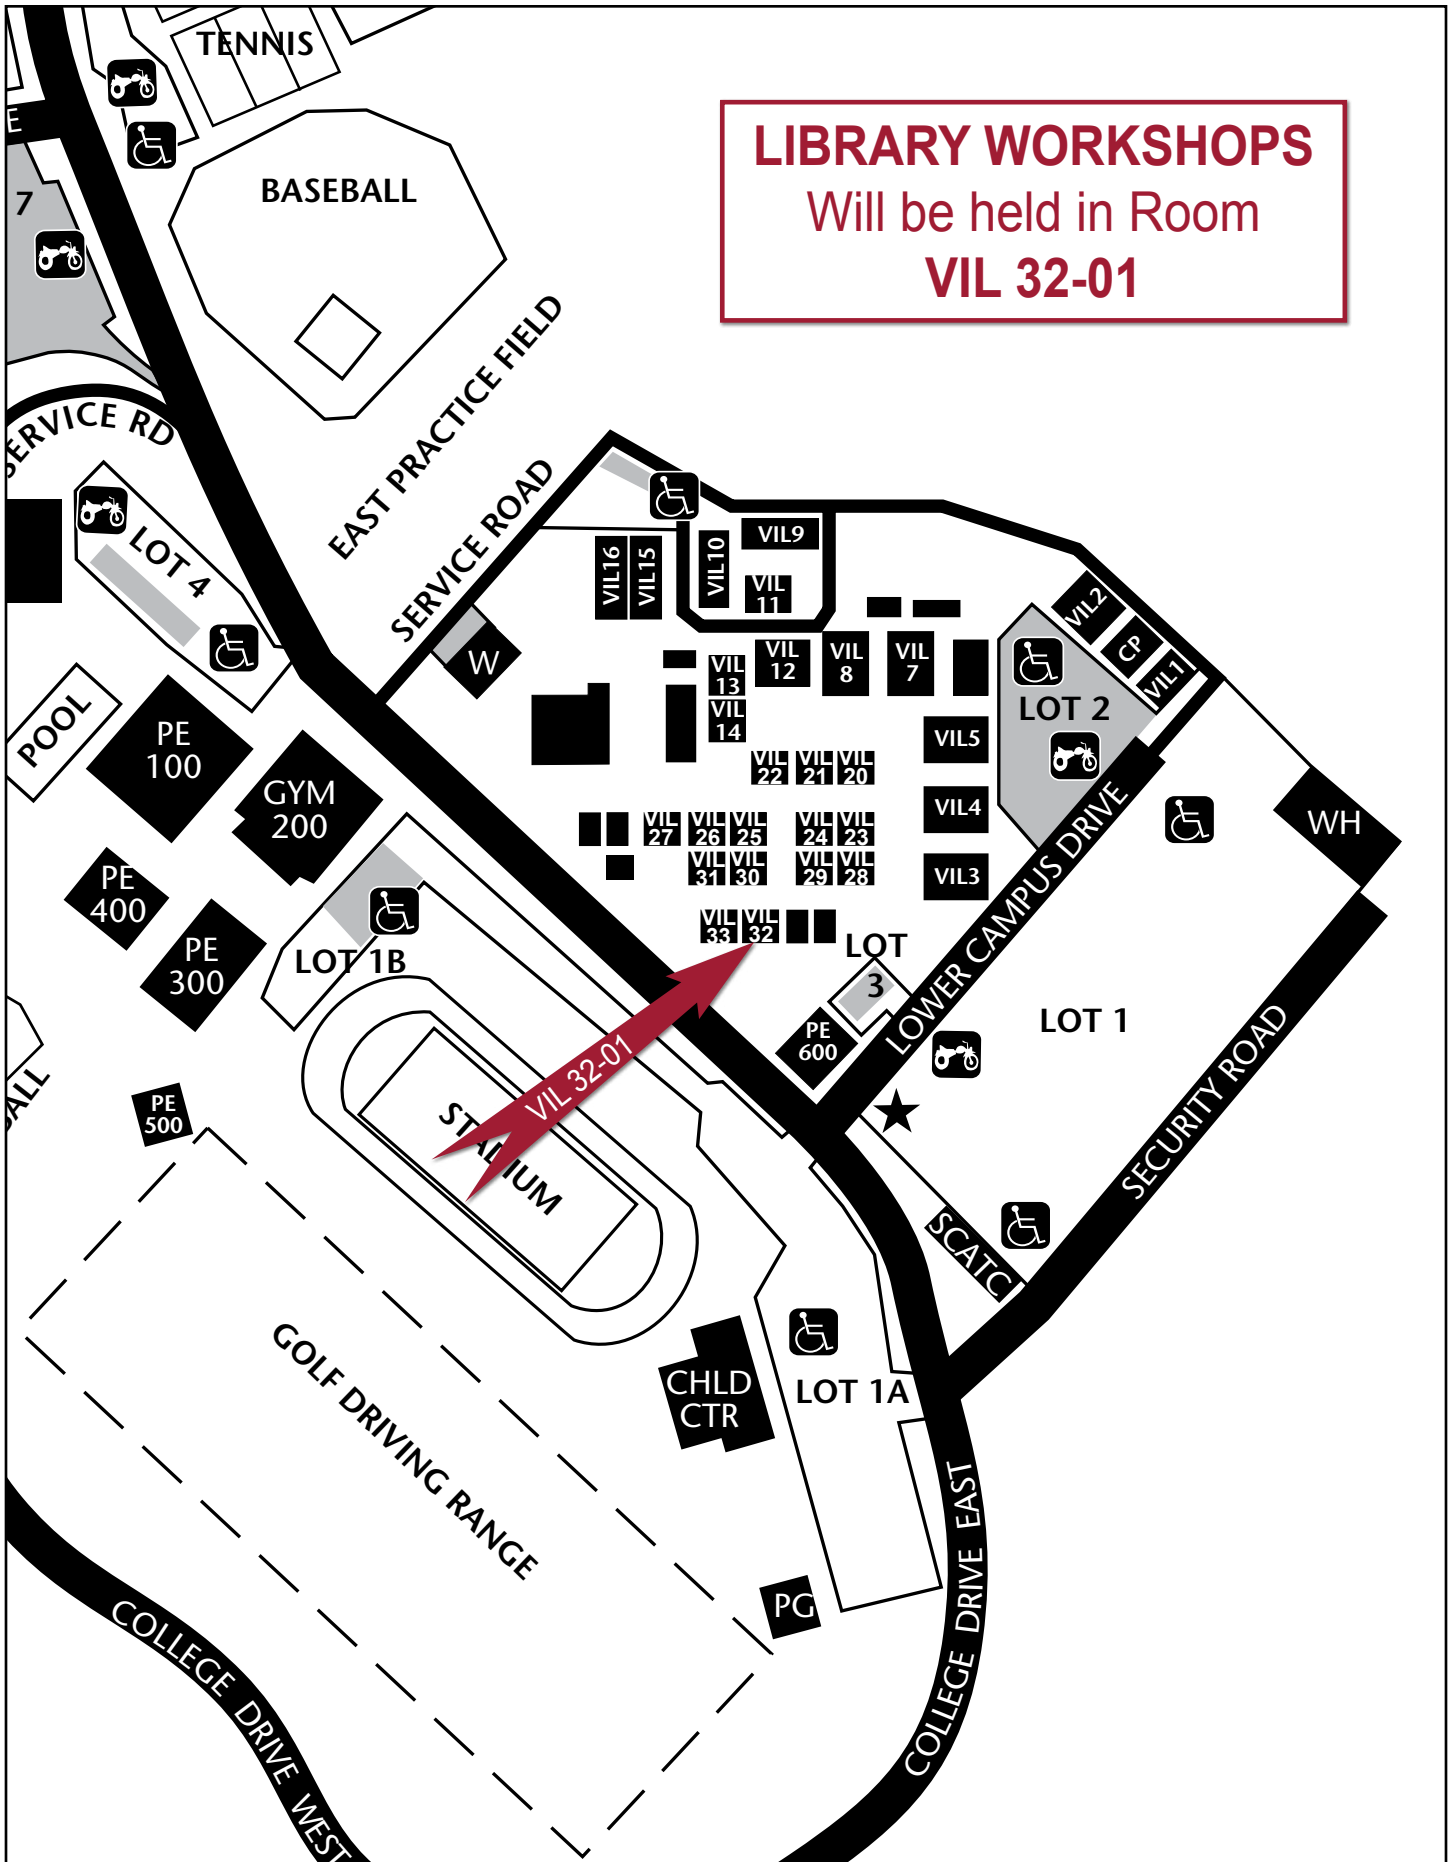 TENNIS
E
LIBRARY WORKSHOPS
Will be held in Room
VIL 32-01
BASEBALL
7
EAST PRACTICE FIELD
SERVICE RD
SERVICE ROAD
LOT 4
VIL16
VIL15
VIL10
VIL9
VIL
11
VIL2
CP
VIL1
W
VIL
12
VIL
8
VIL
7
VIL
13
VIL
14
LOT 2
POOL
PE
100
GYM
200
VIL5
VIL
22
VIL
21
VIL
20
VIL4
WH
VIL
27
VIL
26
VIL
25
VIL
24
VIL
23
VIL
31
VIL
30
VIL
29
VIL
28
VIL3
PE
400
PE
300
LOT 1B
VIL
33
VIL
32
LOT
3
LOWER CAMPUS DRIVE
LOT 1
PE
600
VIL 32-01
SECURITY ROAD
PE
500
STADIUM
SCATC
GOLF DRIVING RANGE
CHLD
CTR
LOT 1A
PG
COLLEGE DRIVE EAST
COLLEGE DRIVE WEST